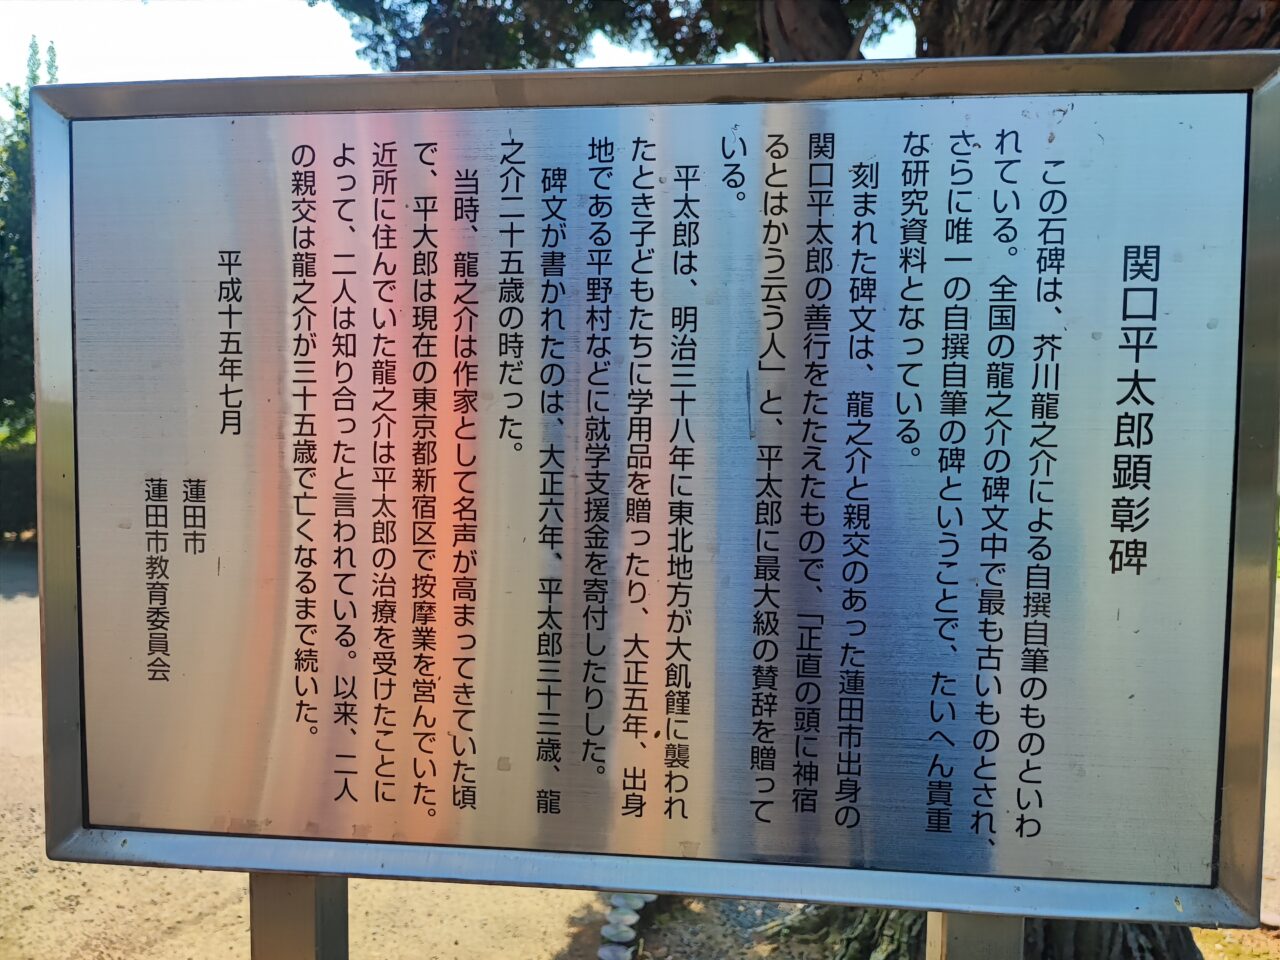 関口平太郎顕彰碑
この石碑は、芥川龍之介による自撰自筆のものといわ
れている。全国の龍之介の碑文中で最も古いものとされ、
さらに唯一の自撰自筆の碑ということで、たいへん貴重
な研究資料となっている。
刻まれた碑文は、龍之介と親交のあった蓮田市出身の
関口平太郎の善行をたたえたもので、「正直の頭に神宿
るとはかう云う人」と、平太郎に最大級の賛辞を贈って
いる。
平太郎は、明治三十八年に東北地方が大飢饉に襲われ
たとき子どもたちに学用品を贈ったり、大正五年、出身
地である平野村などに就学支援金を寄付したりした。
碑文が書かれたのは、大正六年、平太郎三十三歳、龍
之介二十五歳の時だった。
当時、龍之介は作家として名声が高まってきていた頃
で、平大郎は現在の東京都新宿区で按摩業を営んでいた。
近所に住んでいた龍之介は平太郎の治療を受けたことに
よって、二人は知り合ったと言われている。以来、二人
の親交は龍之介が三十五歳で亡くなるまで続いた。
平成十五年七月
蓮田市
蓮田市教育委員会